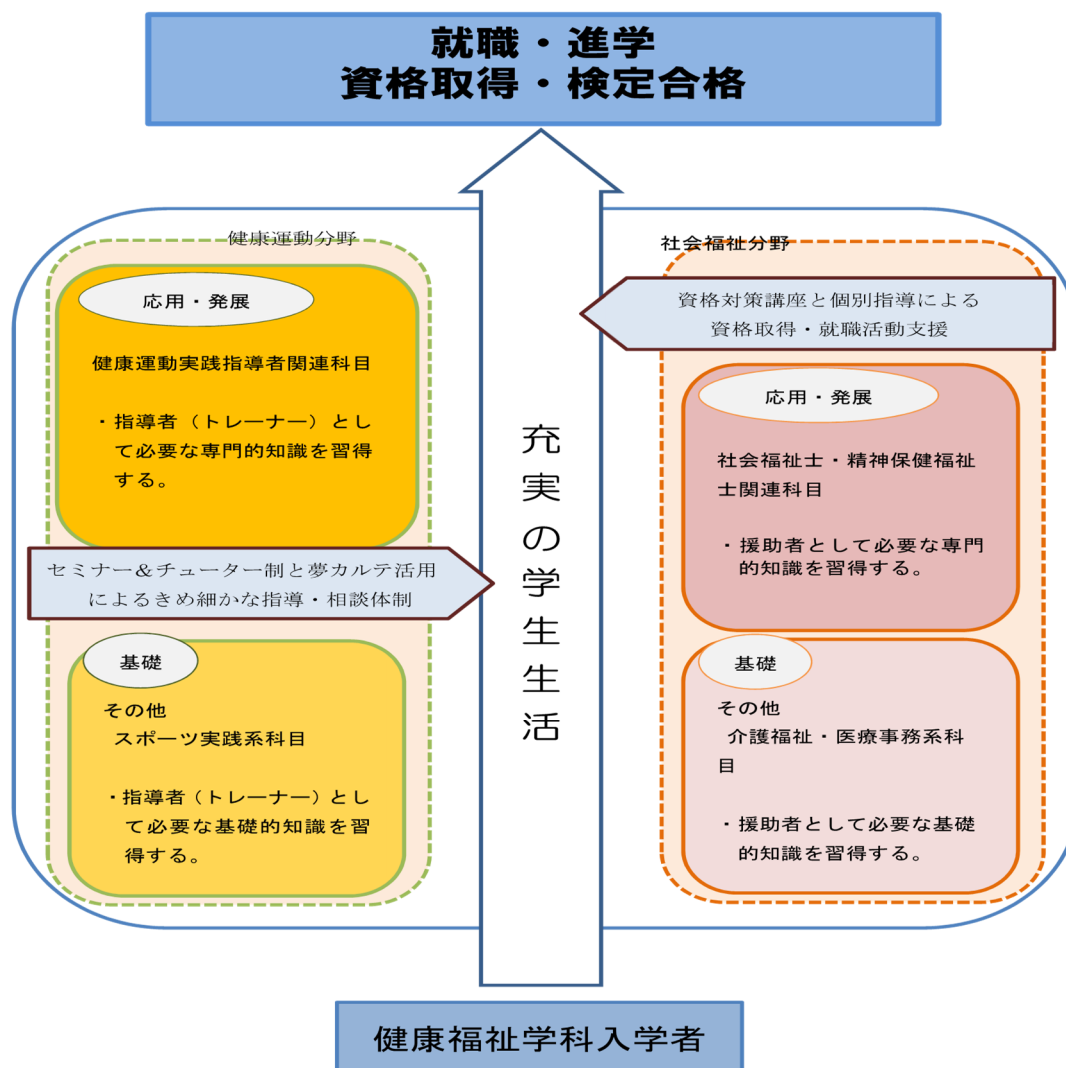 就職・進学
資格取得・検定合格
健康運動分野
応用・発展
健康運動実践指導者関連科目
・指導者（トレーナー）とし
て必要な専門的知識を習得
する。
セミナー＆チューター制と夢カルテ活用
によるきめ細かな指導・相談体制
基礎
その他
スポーツ実践系科目
・指導者（トレーナー）とし
て必要な基礎的知識を習
得する。
充実の学生生活
社会福祉分野
資格対策講座と個別指導による
資格取得・就職活動支援
応用・発展
社会福祉士・精神保健福祉
士関連科目
・援助者として必要な専門
的知識を習得する。
基礎
その他
介護福祉・医療事務系科
目
・援助者として必要な基礎
的知識を習得する。
健康福祉学科入学者